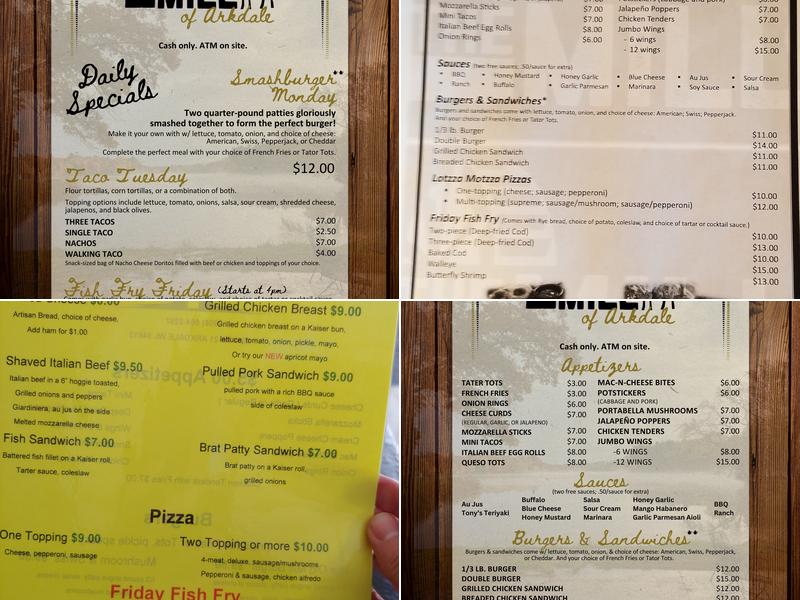 MILL
of Arkdale
Cash only. ATM on site.
Daily
Specials
Smashburger**
Monday
Two quarter-pound patties gloriously
smashed together to form the perfect burger!
Make it your own with w/ lettuce, tomato, onion, and choice of cheese:
American, Swiss, Pepperjack, or Cheddar
Complete the perfect meal with your choice of French Fries or Tator Tots.
$12.00
Taco Tuesday
Flour tortillas, corn tortillas, or a combination of both.
Topping options include lettuce, tomato, onions, salsa, sour cream, shredded cheese,
jalapenos, and black olives.
THREE TACOS $7.00
SINGLE TACO $2.50
NACHOS $7.00
WALKING TACO $4.00
Snack-sized bag of Nacho Cheese Doritos filled with beef or chicken and toppings of your choice.
Fish Fry Friday (Starts at 4pm)
Mozzarella Sticks $7.00
Mini Tacos $7.00
Italian Beef Egg Rolls $8.00
Onion Rings $6.00
Jalapeño Poppers $7.00
Chicken Tenders $7.00
Jumbo Wings
- 6 wings $8.00
- 12 wings $15.00
Sauces (two free sauces; .50/sauce for extra)
• BBQ • Honey Mustard • Honey Garlic • Blue Cheese • Au Jus • Sour Cream
• Ranch • Buffalo • Garlic Parmesan • Marinara • Soy Sauce • Salsa
Burgers & Sandwiches*
Burgers and sandwiches come with lettuce, tomato, onion, and choice of cheese: American; Swiss; Pepperjack.
And your choice of French Fries or Tator Tots.
1/3 lb. Burger $11.00
Double Burger $14.00
Grilled Chicken Sandwich $11.00
Breaded Chicken Sandwich $11.00
Lotzza Motzza Pizzas
• One-topping (cheese; sausage; pepperoni) $10.00
• Multi-topping (supreme; sausage/mushroom; sausage/pepperoni) $12.00
Friday Fish Fry (Comes with Rye bread, choice of potato, coleslaw, and choice of tartar or cocktail sauce.)
Two-piece (Deep-fried Cod) $10.00
Three-piece (Deep-fried Cod) $13.00
Baked Cod $10.00
Walleye $15.00
Butterfly Shrimp $13.00
Artisan Bread, choice of cheese,
Add ham for $1.00
Shaved Italian Beef $9.50
Italian beef in a 6" hoggie toasted,
Grilled onions and peppers
Giardiniera, au jus on the side
Melted mozzarella cheese
Fish Sandwich $7.00
Battered fish fillet on a Kaiser roll,
Tarter sauce, coleslaw
Grilled Chicken Breast $9.00
Grilled chicken breast on a Kaiser bun,
lettuce, tomato, onion, pickle, mayo,
Or try our NEW apricot mayo
Pulled Pork Sandwich $9.00
pulled pork with a rich BBQ sauce
side of coleslaw
Brat Patty Sandwich $7.00
Brat patty on a Kaiser roll,
grilled onions
Pizza
One Topping $9.00
Cheese, pepperoni, sausage
Two Topping or more $10.00
4-meat, deluxe, sausage/mushrooms
Pepperoni & sausage, chicken alfredo
Friday Fish Fry
MILL
of Arkdale
Cash only. ATM on site.
Appetizers
TATER TOTS $3.00
FRENCH FRIES $3.00
ONION RINGS $6.00
CHEESE CURDS $7.00
(REGULAR, GARLIC, OR JALAPENO)
MOZZARELLA STICKS $7.00
MINI TACOS $7.00
ITALIAN BEEF EGG ROLLS $8.00
QUESO TOTS $8.00
MAC-N-CHEESE BITES $6.00
POTSTICKERS $6.00
(CABBAGE AND PORK)
PORTABELLA MUSHROOMS $7.00
JALAPEÑO POPPERS $7.00
CHICKEN TENDERS $7.00
JUMBO WINGS
-6 WINGS $8.00
-12 WINGS $15.00
Sauces
(two free sauces; .50/sauce for extra)
Au Jus
Tony's Teriyaki
Buffalo
Blue Cheese
Honey Mustard
Salsa
Sour Cream
Marinara
Honey Garlic
Mango Habanero
Garlic Parmesan Aioli
BBQ
Ranch
Burgers & Sandwiches**
Burgers & sandwiches come w/ lettuce, tomato, onion, & choice of cheese: American, Swiss, Pepperjack,
or Cheddar. And your choice of French Fries or Tator Tots.
1/3 LB. BURGER $12.00
DOUBLE BURGER $15.00
GRILLED CHICKEN SANDWICH $12.00
BREADED CHICKEN SANDWICH $12.00